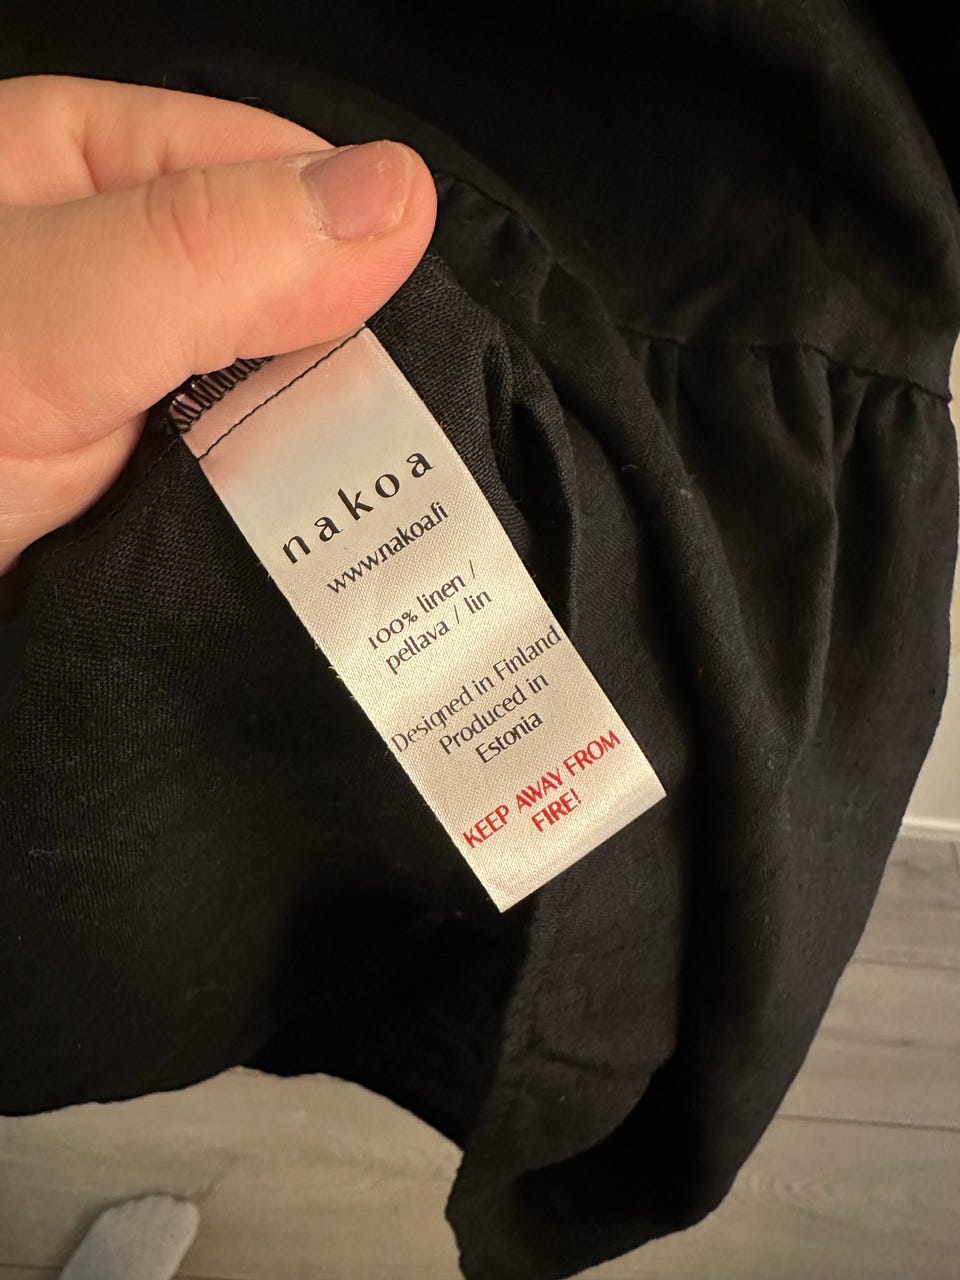 nakoa
www.nakoa.fi
100% linen /
pellava / lin
Designed in Finland
Produced in
Estonia
KEEP AWAY FROM
FIRE!